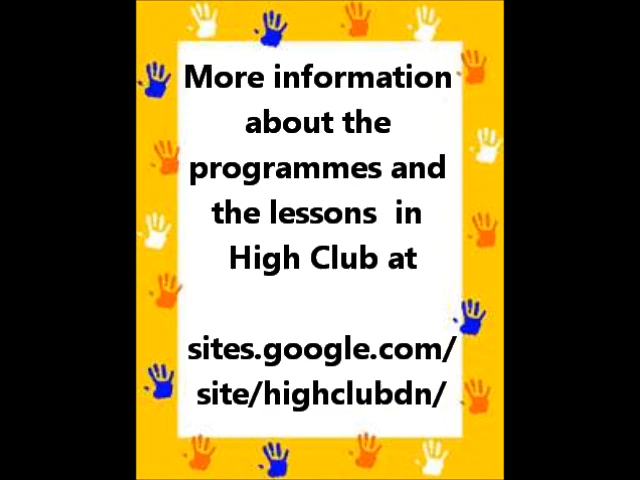 More information
about the
programmes and
the lessons in
High Club at
sites.google.com/
site/highclubdn/